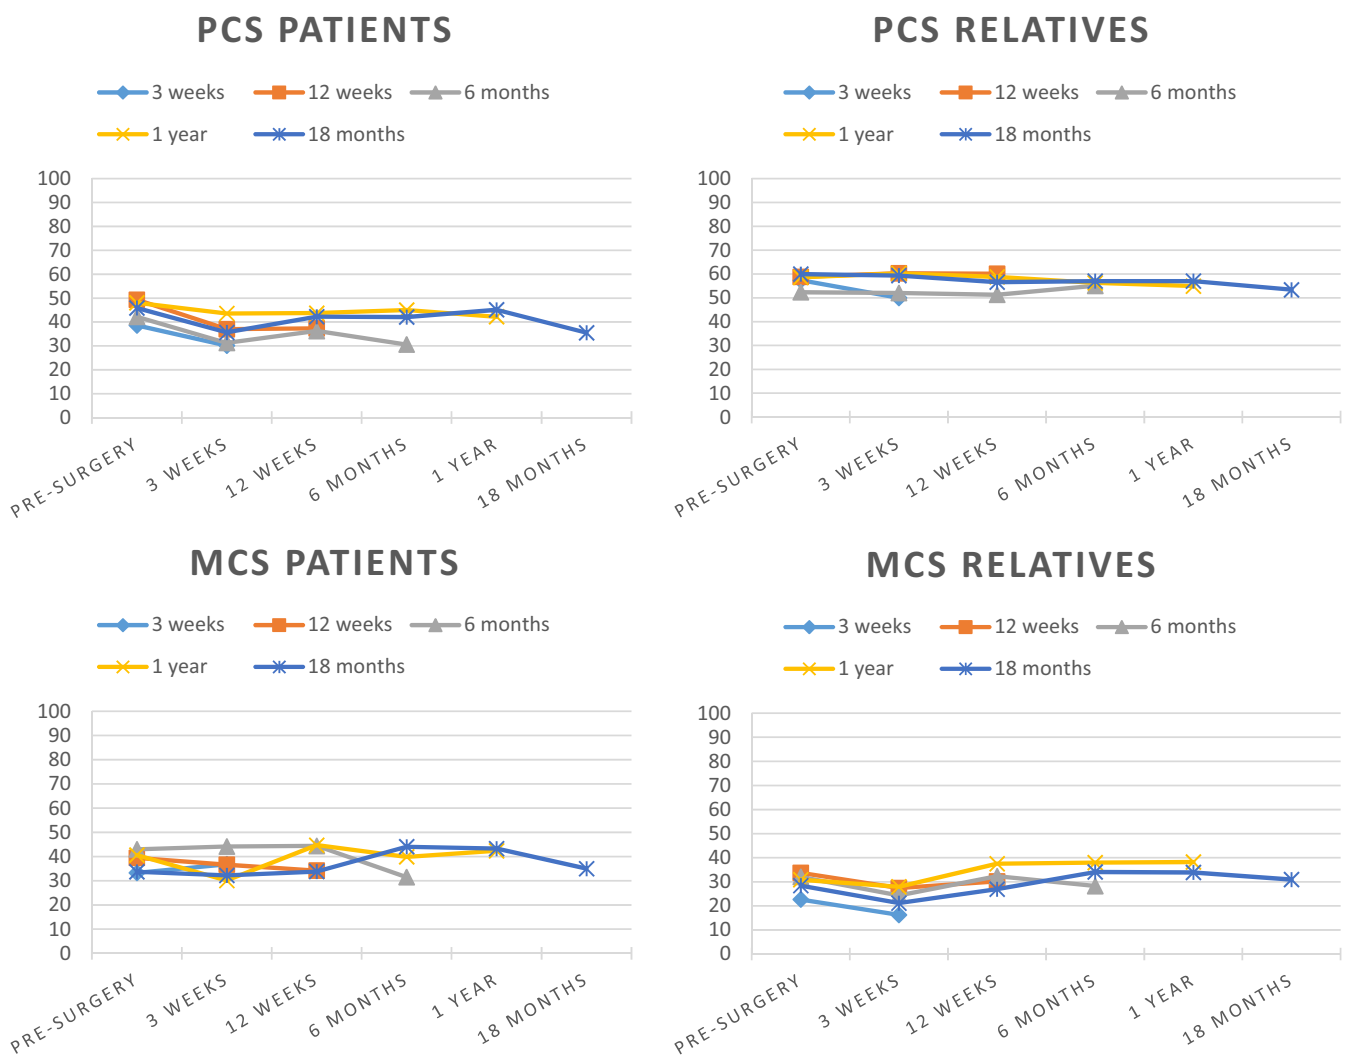 PCS PATIENTS
3 weeks 12 weeks 6 months
1 year 18 months
100
90
80
70
60
50
40
30
20
10
0
PRE-SURGERY 3 WEEKS 12 WEEKS 6 MONTHS 1 YEAR 18 MONTHS
PCS RELATIVES
3 weeks 12 weeks 6 months
1 year 18 months
100
90
80
70
60
50
40
30
20
10
0
PRE-SURGERY 3 WEEKS 12 WEEKS 6 MONTHS 1 YEAR 18 MONTHS
MCS PATIENTS
3 weeks 12 weeks 6 months
1 year 18 months
100
90
80
70
60
50
40
30
20
10
0
PRE-SURGERY 3 WEEKS 12 WEEKS 6 MONTHS 1 YEAR 18 MONTHS
MCS RELATIVES
3 weeks 12 weeks 6 months
1 year 18 months
100
90
80
70
60
50
40
30
20
10
0
PRE-SURGERY 3 WEEKS 12 WEEKS 6 MONTHS 1 YEAR 18 MONTHS